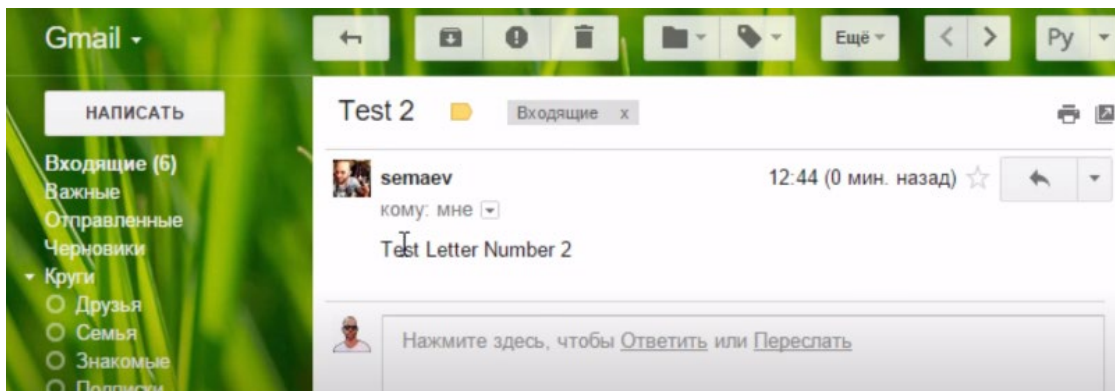 Gmail
Ещё
Ру
НАПИСАТЬ
Test 2
Входящие x
Входящие (6)
Важные
Отправленные
Черновики
Круги
Друзья
Семья
Знакомые
Подписки
semaev
12:44 (0 мин. назад)
кому: мне
Test Letter Number 2
Нажмите здесь, чтобы Ответить или Переслать